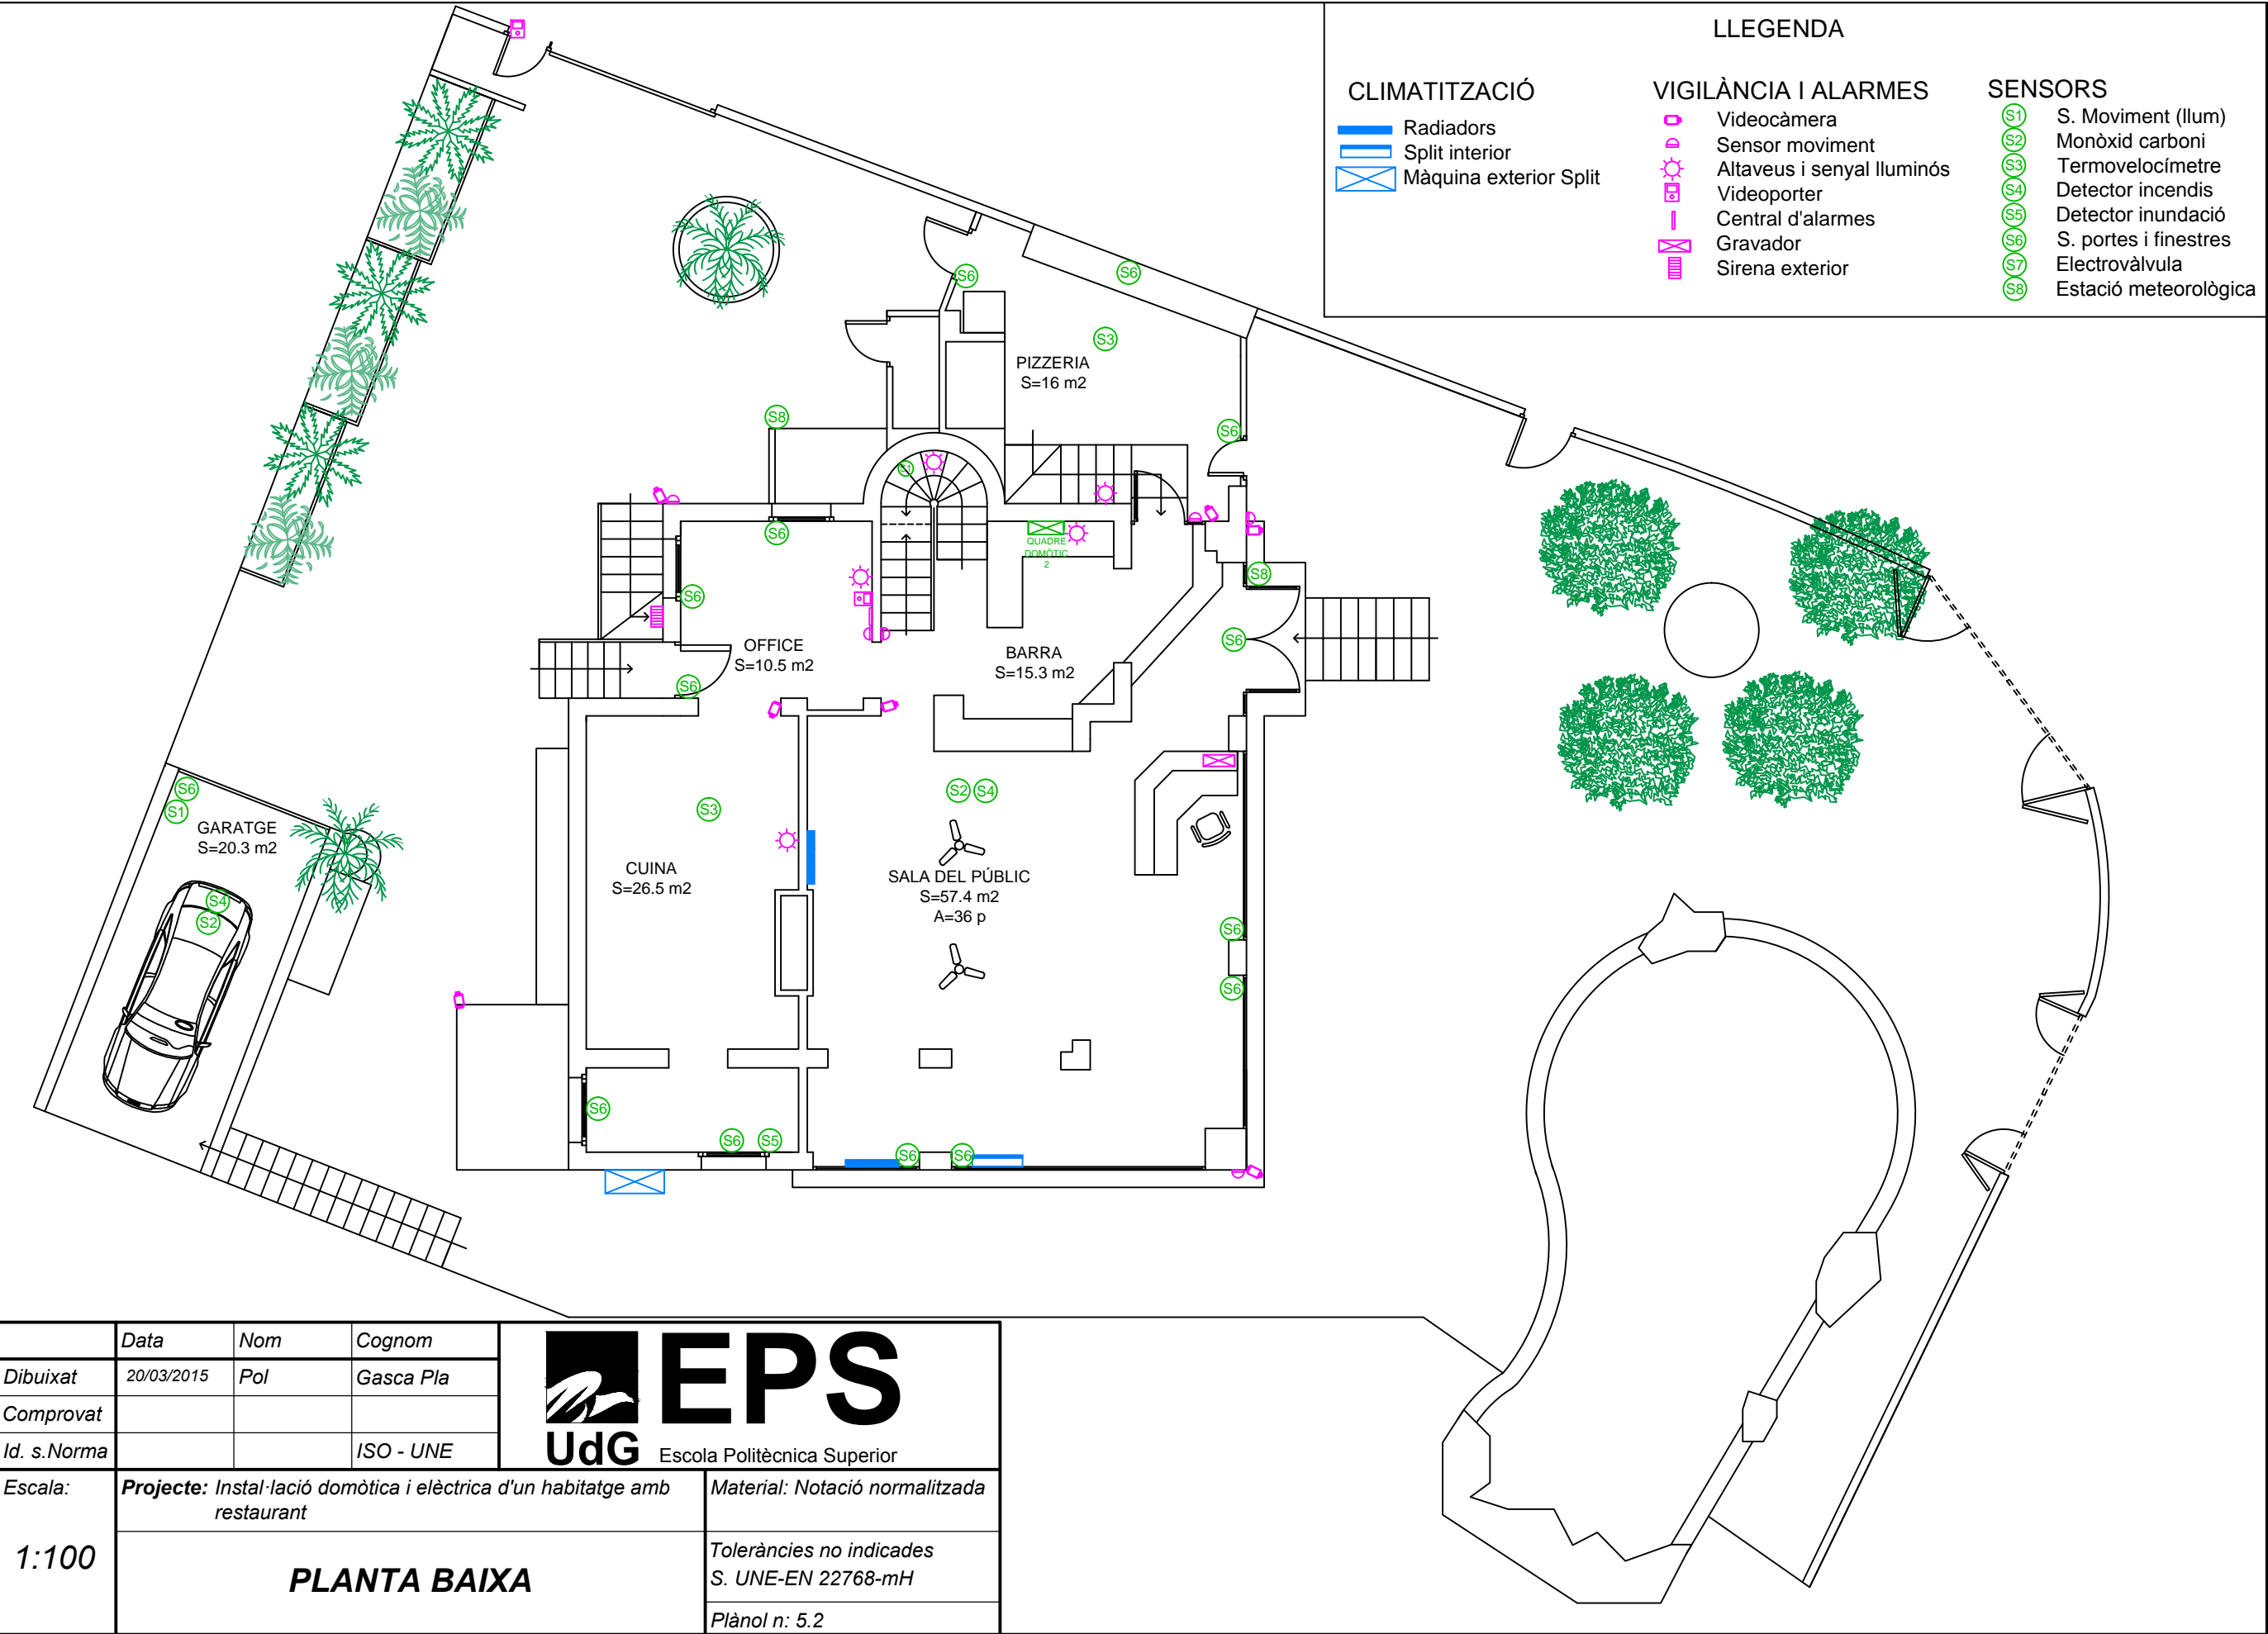 LLEGENDA
CLIMATITZACIÓ
Radiadors
Split interior
Màquina exterior Split
VIGILÀNCIA I ALARMES
Videocàmera
Sensor moviment
Altaveus i senyal lluminós
Videoporter
Central d'alarmes
Gravador
Sirena exterior
SENSORS
S1 S. Moviment (llum)
S2 Monòxid carboni
S3 Termovelocímetre
S4 Detector incendis
S5 Detector inundació
S6 S. portes i finestres
S7 Electrovàlvula
S8 Estació meteorològica
S6
S6
S3
PIZZERIA
S=16 m2
S8
S6
S1
S6
QUADRE
DOMÒTIC
2
S8
S6
S6
OFFICE
S=10.5 m2
BARRA
S=15.3 m2
S6
S6
S1
GARATGE
S=20.3 m2
S4
S2
S3
CUINA
S=26.5 m2
S2
S4
SALA DEL PÚBLIC
S=57.4 m2
A=36 p
S6
S6
S6
S6
S5
S6
S6
Data Nom Cognom
Dibuixat 20/03/2015 Pol Gasca Pla
Comprovat
Id. s.Norma ISO - UNE
EPS
UdG Escola Politècnica Superior
Escala:
1:100
Projecte: Instal·lació domòtica i elèctrica d'un habitatge amb
restaurant
PLANTA BAIXA
Material: Notació normalitzada
Toleràncies no indicades
S. UNE-EN 22768-mH
Plànol n: 5.2